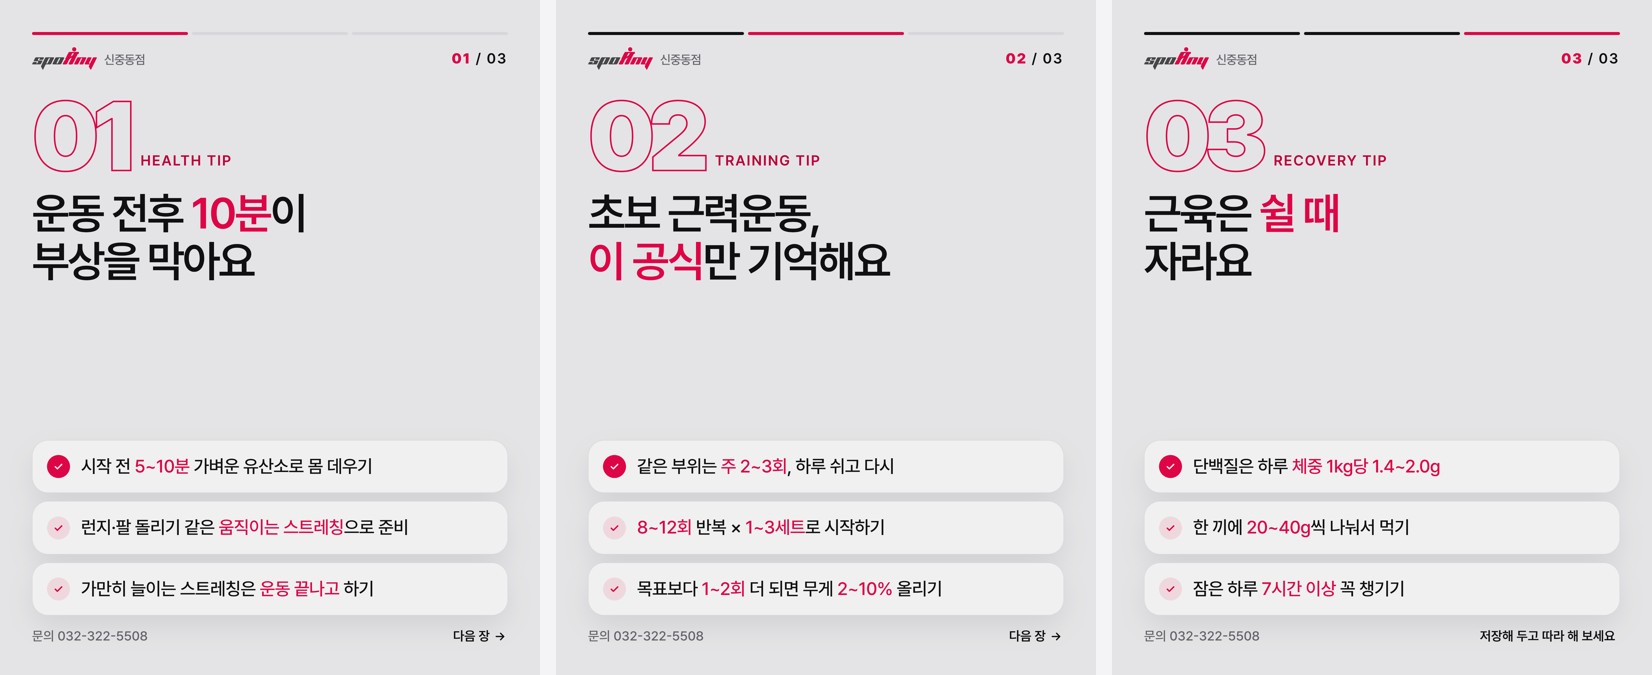 spoAny 신중동점
01 / 03
01 HEALTH TIP
운동 전후 10분이
부상을 막아요
시작 전 5~10분 가벼운 유산소로 몸 데우기
런지·팔 돌리기 같은 움직이는 스트레칭으로 준비
가만히 늘이는 스트레칭은 운동 끝나고 하기
문의 032-322-5508
다음 장 →
spoAny 신중동점
02 / 03
02 TRAINING TIP
초보 근력운동,
이 공식만 기억해요
같은 부위는 주 2~3회, 하루 쉬고 다시
8~12회 반복 × 1~3세트로 시작하기
목표보다 1~2회 더 되면 무게 2~10% 올리기
문의 032-322-5508
다음 장 →
spoAny 신중동점
03 / 03
03 RECOVERY TIP
근육은 쉴 때
자라요
단백질은 하루 체중 1kg당 1.4~2.0g
한 끼에 20~40g씩 나눠서 먹기
잠은 하루 7시간 이상 꼭 챙기기
문의 032-322-5508
저장해 두고 따라 해 보세요